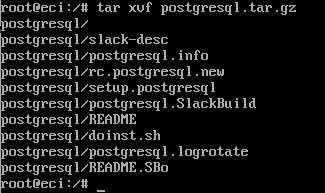 root@eci:/# tar xvf postgresql.tar.gz
postgresql/
postgresql/slack-desc
postgresql/postgresql.info
postgresql/rc.postgresql.new
postgresql/setup.postgresql
postgresql/postgresql.SlackBuild
postgresql/README
postgresql/doinst.sh
postgresql/postgresql.logrotate
postgresql/README.SBo
root@eci:/# _